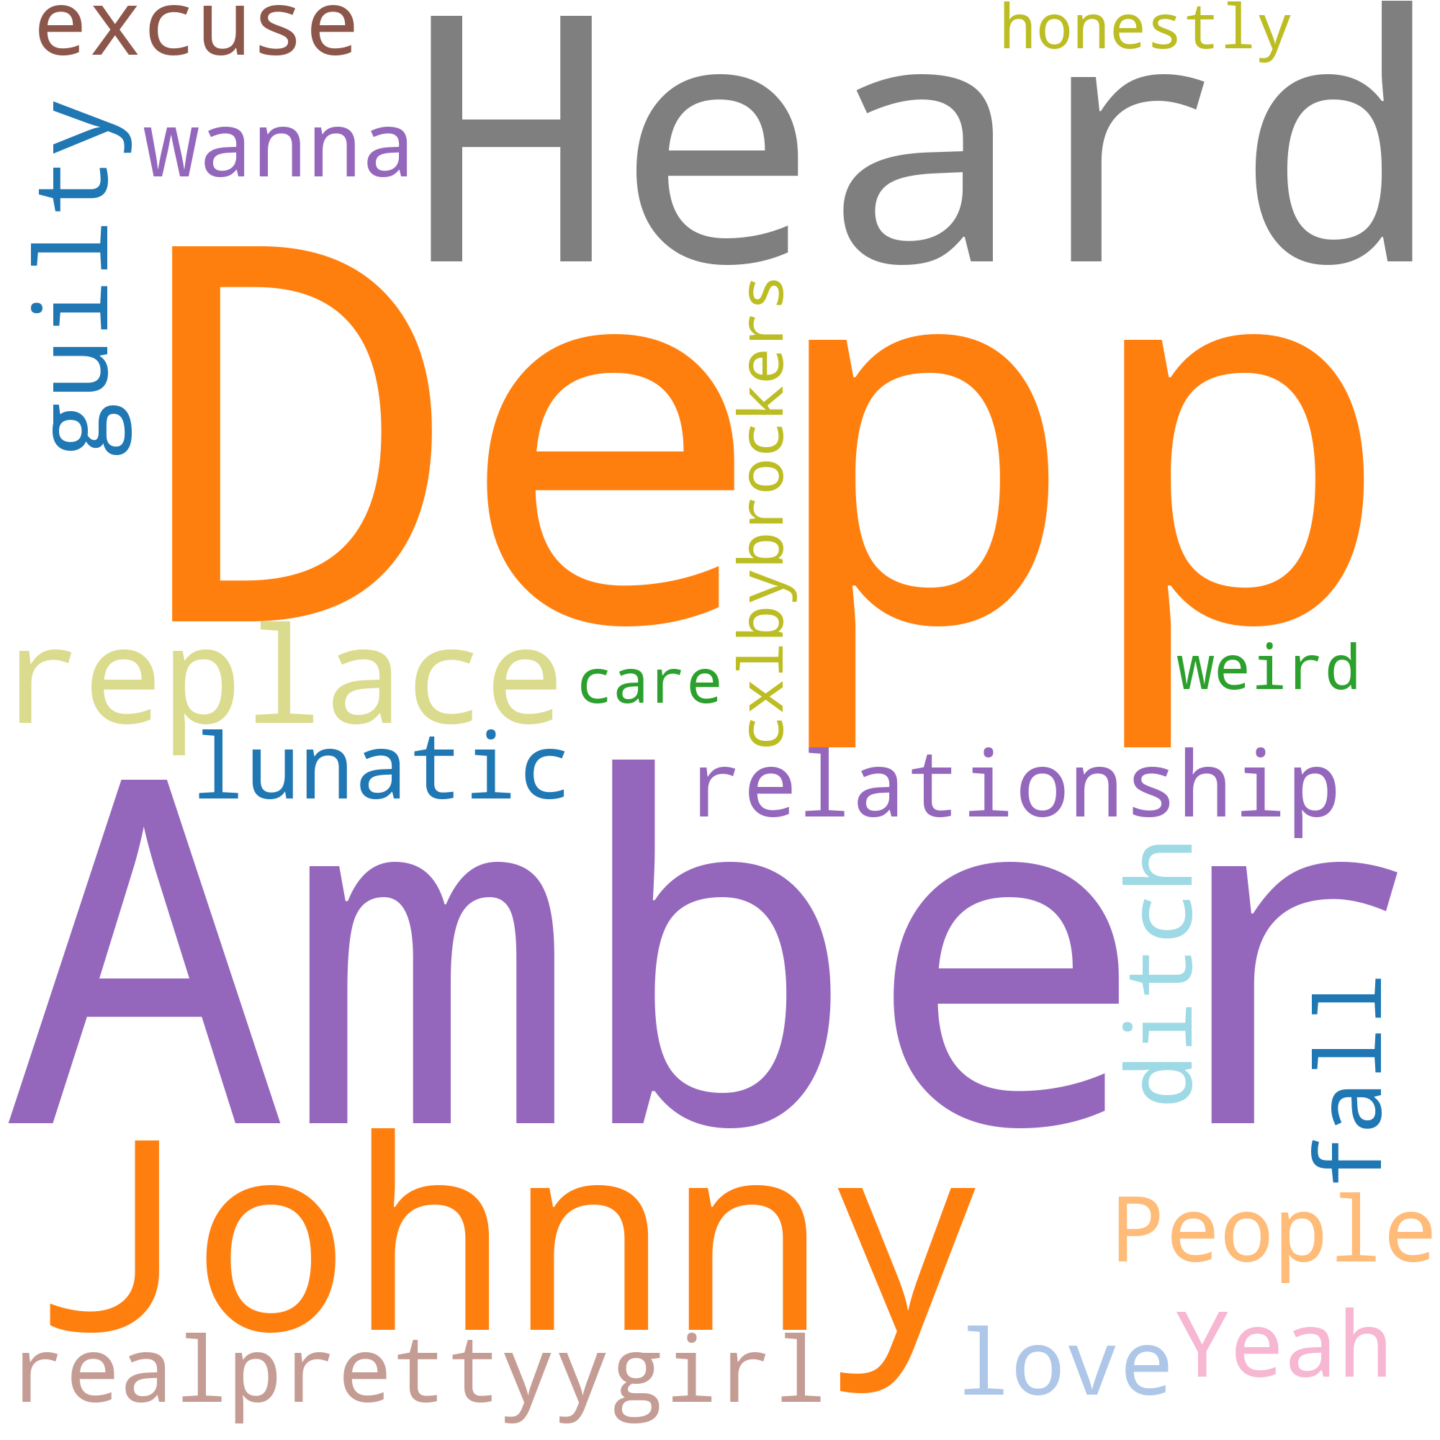 excuse
honestly
Heard
wanna
guilty
Depp
cxlbybrockers
replace
care
weird
lunatic
relationship
Amber
ditch
fall
Johnny
People
realprettyygirl
love
Yeah